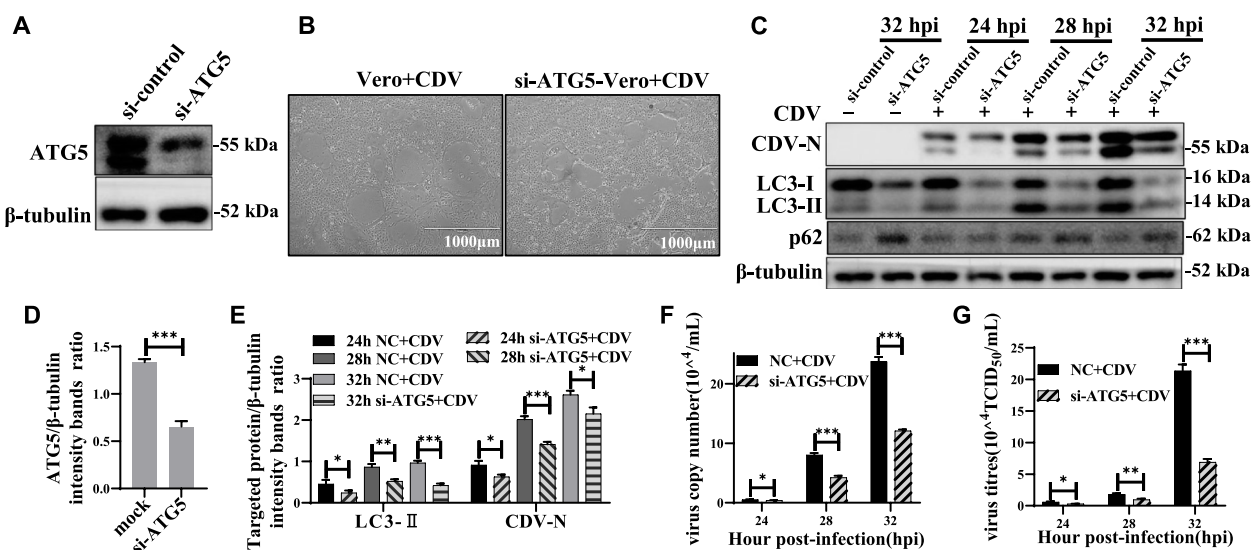 A
si-control
si-ATG5
ATG5
-55 kDa
β-tubulin
-52 kDa
B
Vero+CDV
si-ATG5-Vero+CDV
1000μm
1000μm
C
32 hpi
24 hpi
28 hpi
32 hpi
si-control
si-ATG5
si-control
si-ATG5
si-control
si-ATG5
si-control
si-ATG5
CDV
− − + + + + + +
CDV-N
-55 kDa
LC3-I
-16 kDa
LC3-II
-14 kDa
p62
-62 kDa
β-tubulin
-52 kDa
D
ATG5/β-tubulin
intensity bands ratio
1.5
1.0
0.5
0.0
***
mock
si-ATG5
E
Targeted protein/β-tubulin
intensity bands ratio
3
2
1
0
24h NC+CDV
28h NC+CDV
32h NC+CDV
32h si-ATG5+CDV
24h si-ATG5+CDV
28h si-ATG5+CDV
*
**
***
*
***
*
LC3-Ⅱ
CDV-N
F
virus copy number(10^4/mL)
20
10
0
NC+CDV
si-ATG5+CDV
*
***
***
24
28
32
Hour post-infection(hpi)
G
virus titres(10^4TCID50/mL)
25
20
15
10
5
0
NC+CDV
si-ATG5+CDV
*
**
***
24
28
32
Hour post-infection(hpi)